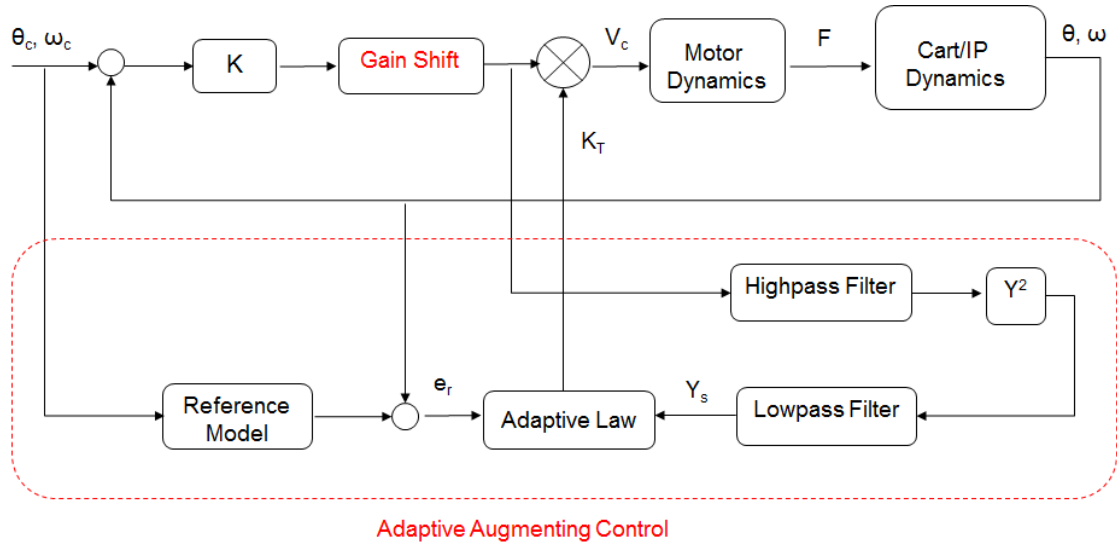 θc, ωc
K
Gain Shift
Vc
Motor
Dynamics
F
Cart/IP
Dynamics
θ, ω
KT
Highpass Filter
Y²
Reference
Model
er
Adaptive Law
Ys
Lowpass Filter
Adaptive Augmenting Control